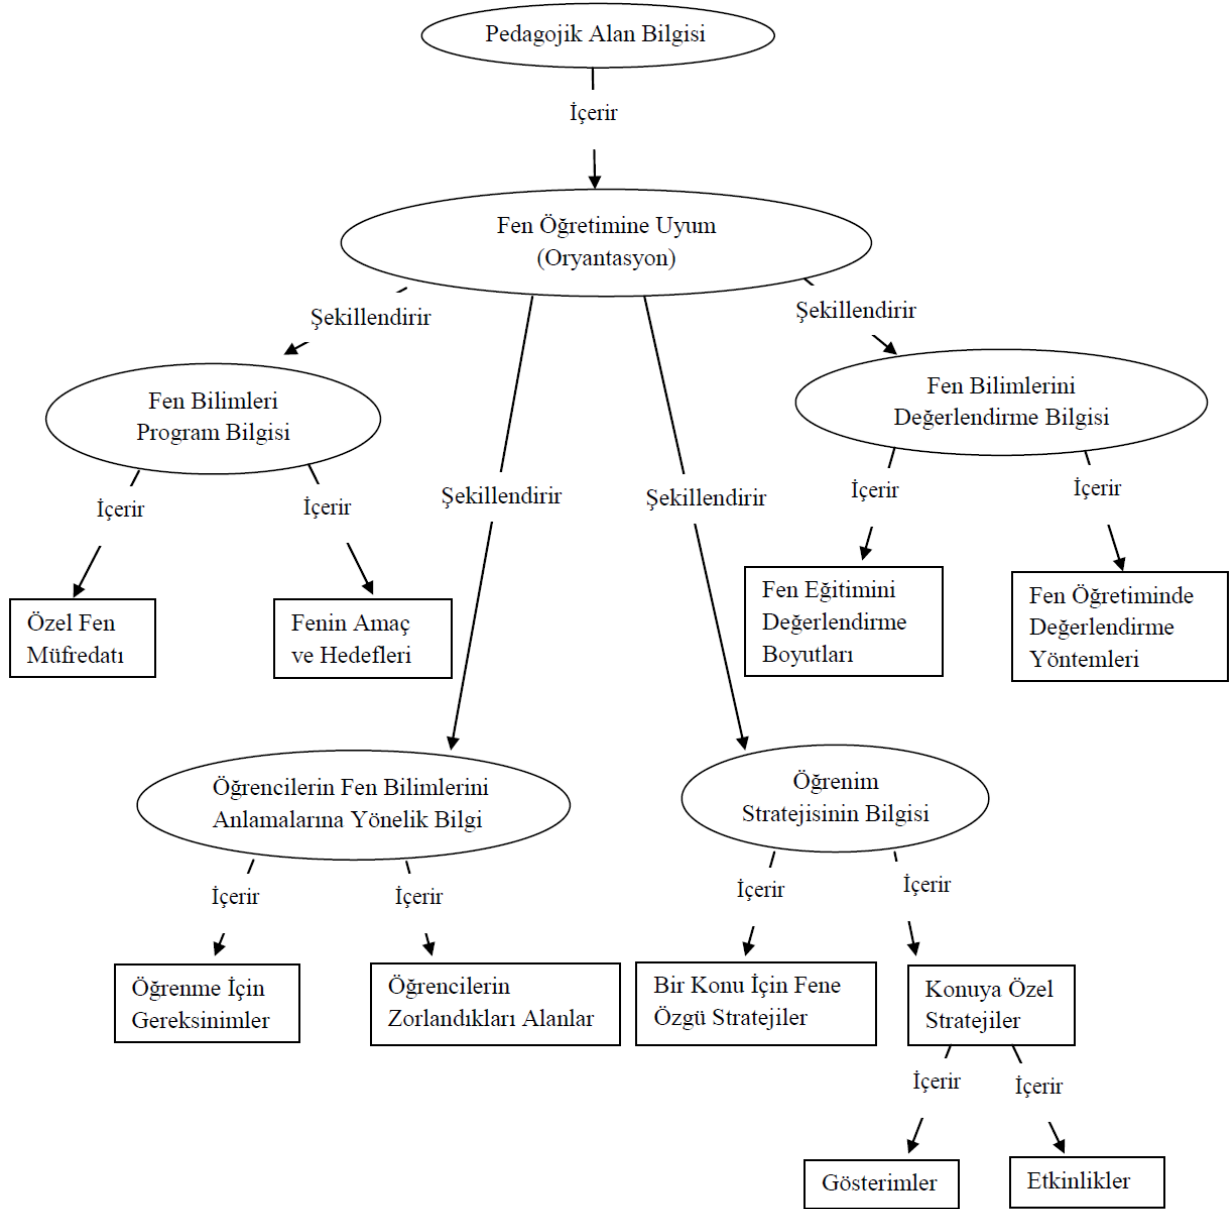 Pedagojik Alan Bilgisi
İçerir
Fen Öğretimine Uyum
(Oryantasyon)
Şekillendirir
Şekillendirir
Fen Bilimleri
Program Bilgisi
Fen Bilimlerini
Değerlendirme Bilgisi
İçerir
İçerir
Şekillendirir
Şekillendirir
İçerir
İçerir
Özel Fen
Müfredatı
Fenin Amaç
ve Hedefleri
Fen Eğitimini
Değerlendirme
Boyutları
Fen Öğretiminde
Değerlendirme
Yöntemleri
Öğrencilerin Fen Bilimlerini
Anlamalarına Yönelik Bilgi
Öğrenim
Stratejisinin Bilgisi
İçerir
İçerir
İçerir
İçerir
Öğrenme İçin
Gereksinimler
Öğrencilerin
Zorlandıkları Alanlar
Bir Konu İçin Fene
Özgü Stratejiler
Konuya Özel
Stratejiler
İçerir
İçerir
Gösterimler
Etkinlikler